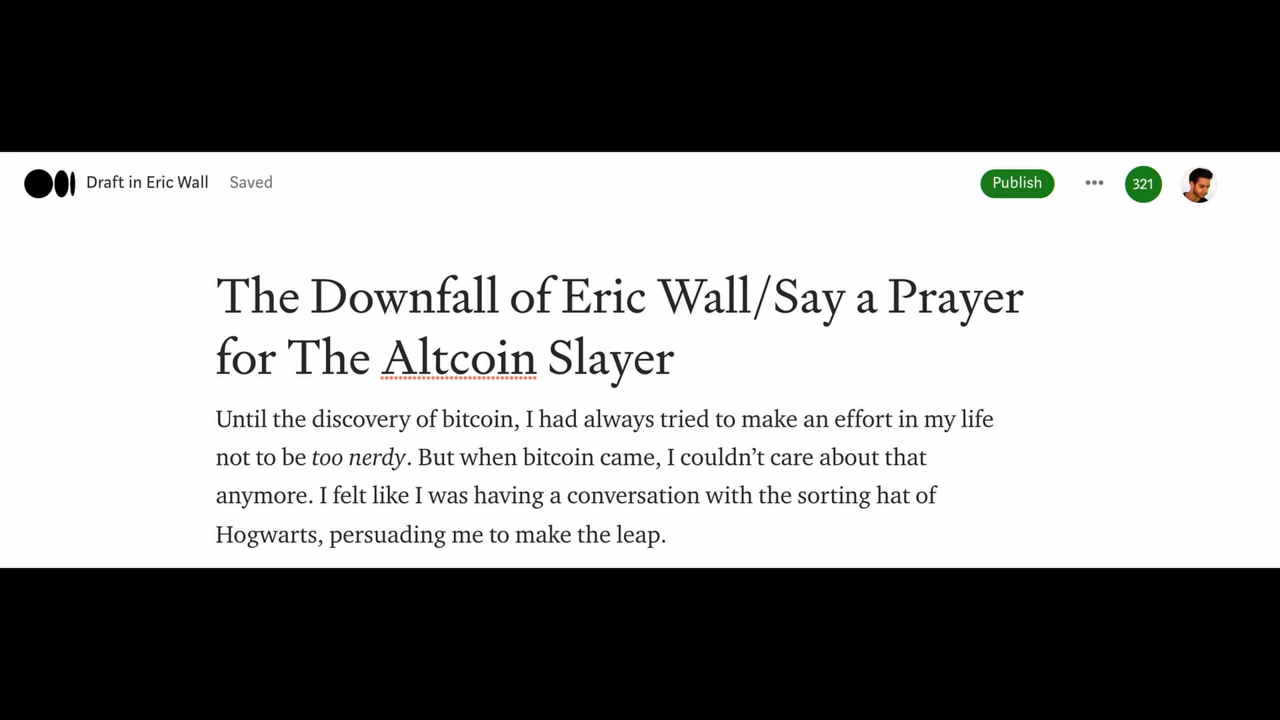 Draft in Eric Wall Saved Publish ••• 321
The Downfall of Eric Wall/Say a Prayer
for The Altcoin Slayer
Until the discovery of bitcoin, I had always tried to make an effort in my life
not to be too nerdy. But when bitcoin came, I couldn’t care about that
anymore. I felt like I was having a conversation with the sorting hat of
Hogwarts, persuading me to make the leap.